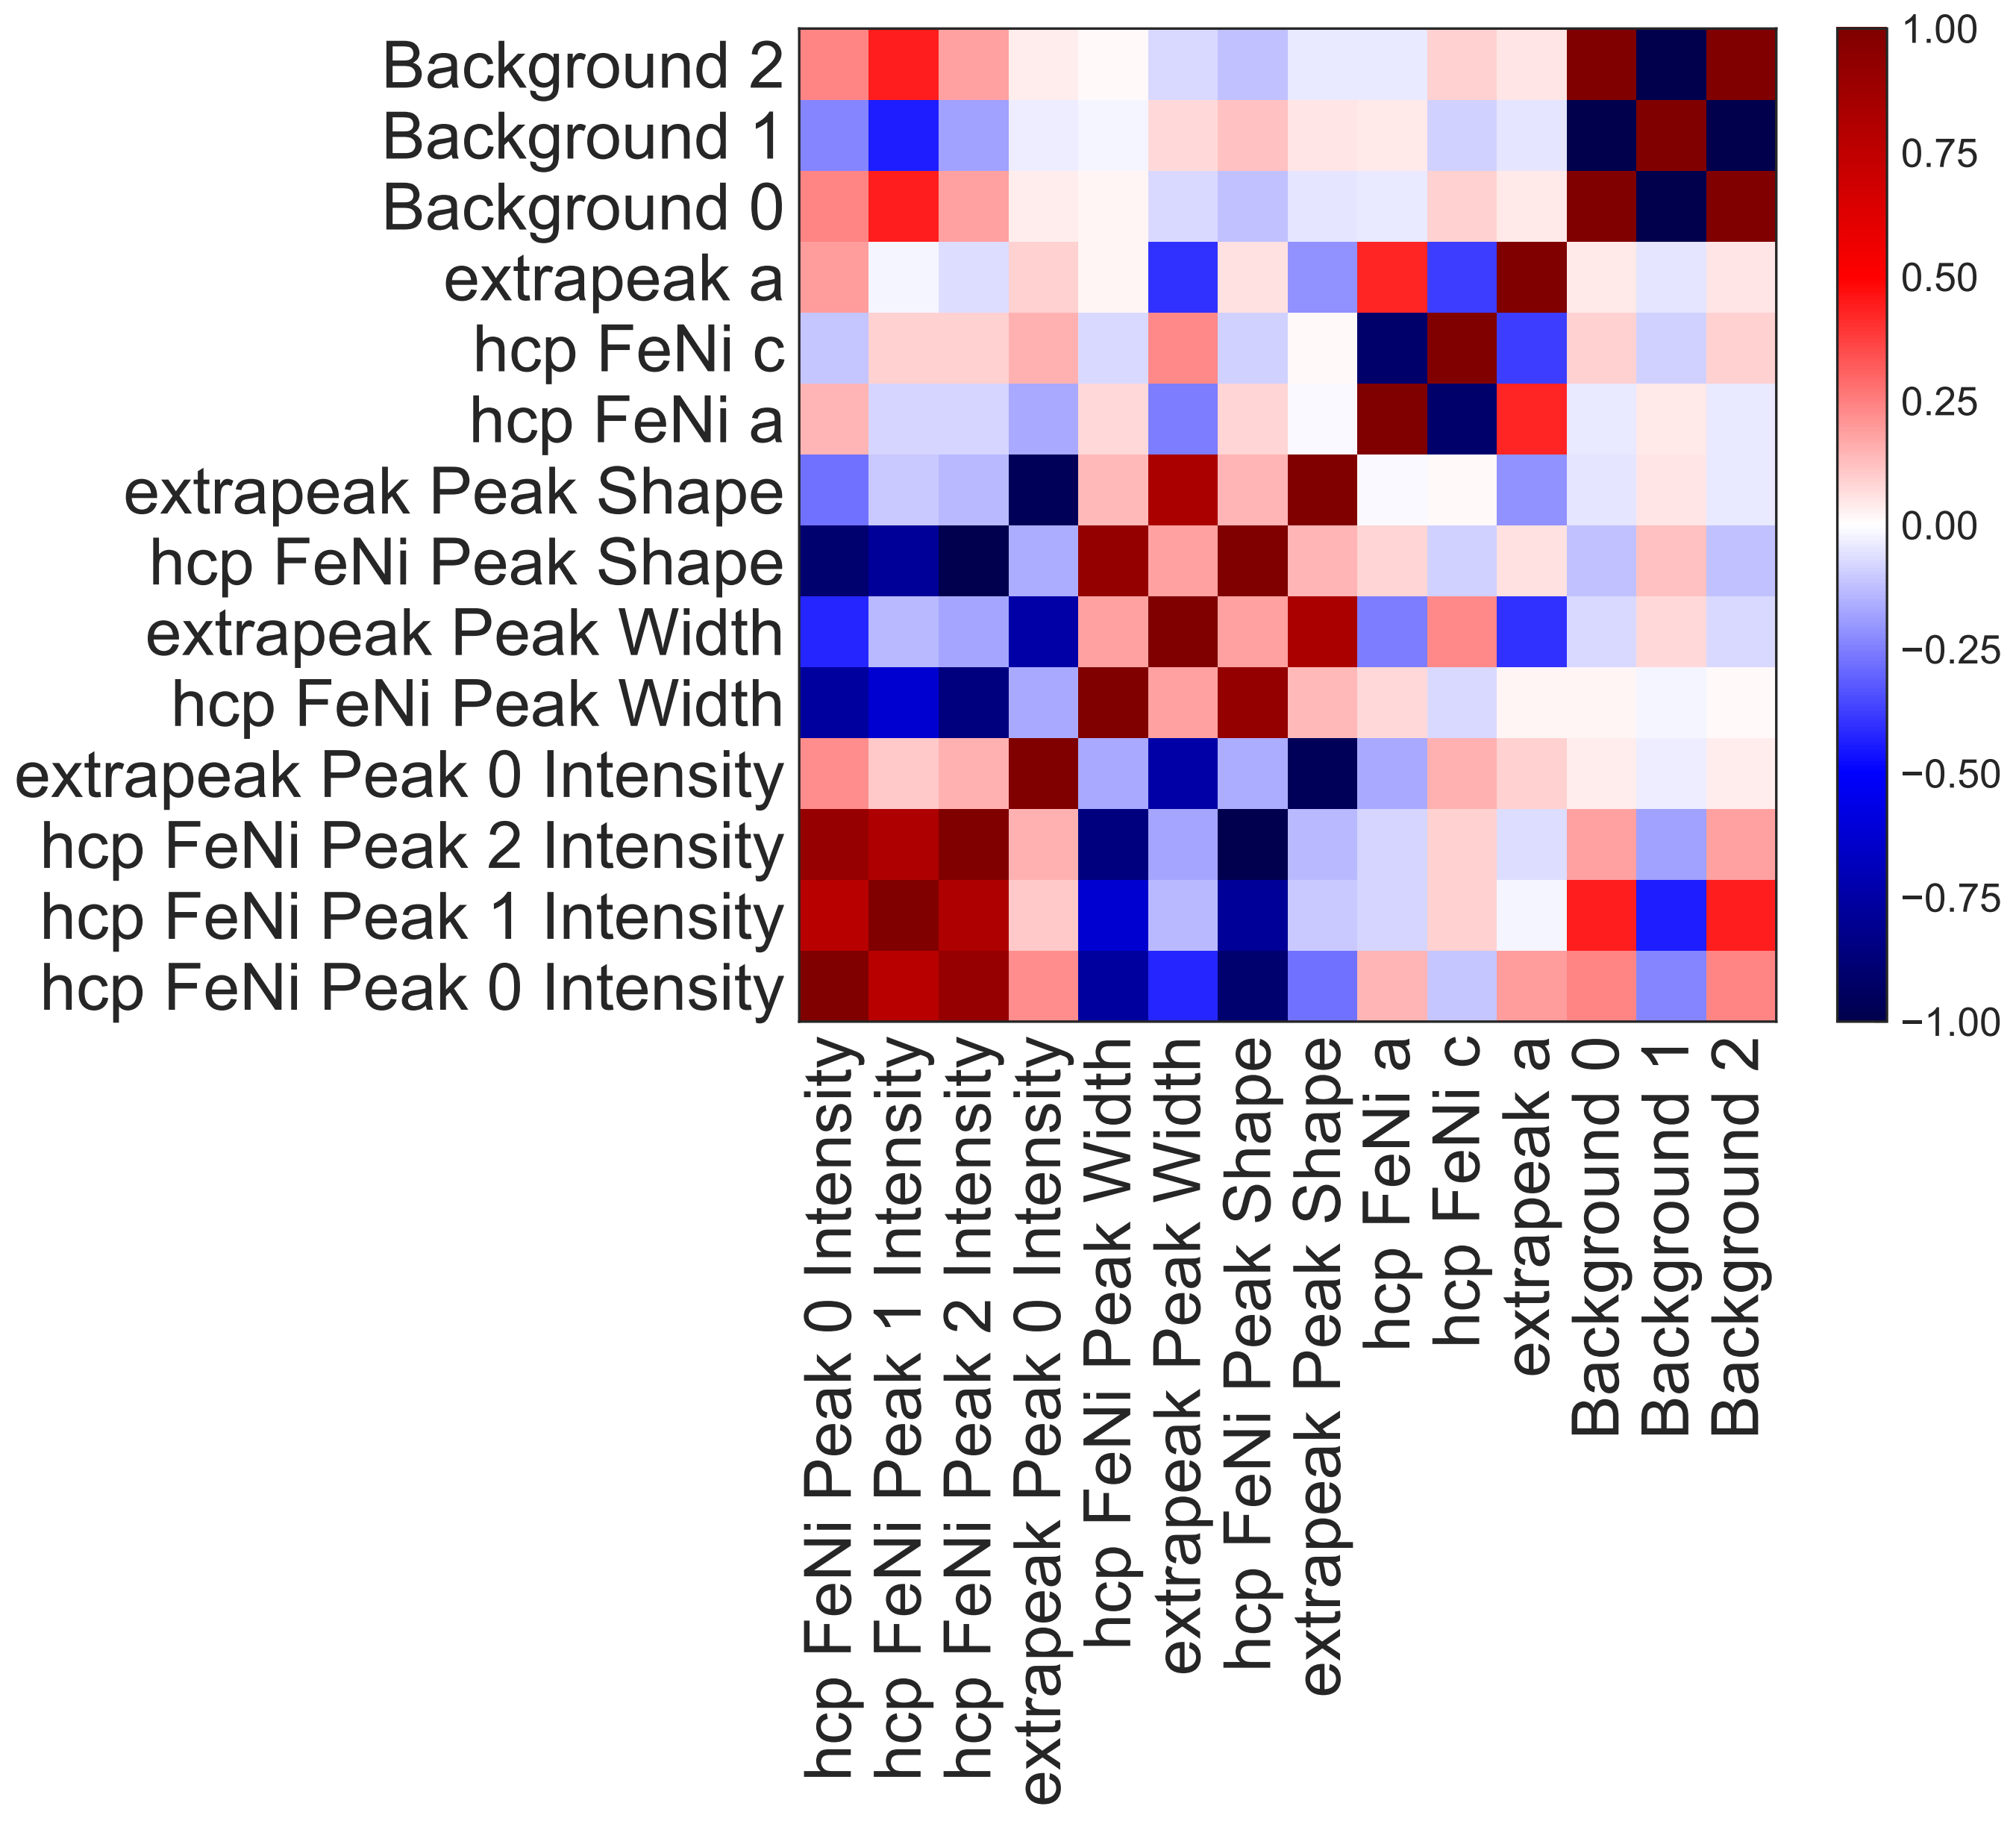 Background 2
Background 1
Background 0
extrapeak a
hcp FeNi c
hcp FeNi a
extrapeak Peak Shape
hcp FeNi Peak Shape
extrapeak Peak Width
hcp FeNi Peak Width
extrapeak Peak 0 Intensity
hcp FeNi Peak 2 Intensity
hcp FeNi Peak 1 Intensity
hcp FeNi Peak 0 Intensity
hcp FeNi Peak 0 Intensity
hcp FeNi Peak 1 Intensity
hcp FeNi Peak 2 Intensity
extrapeak Peak 0 Intensity
hcp FeNi Peak Width
extrapeak Peak Width
hcp FeNi Peak Shape
extrapeak Peak Shape
hcp FeNi a
hcp FeNi c
extrapeak a
Background 0
Background 1
Background 2
1.00
0.75
0.50
0.25
0.00
−0.25
−0.50
−0.75
−1.00